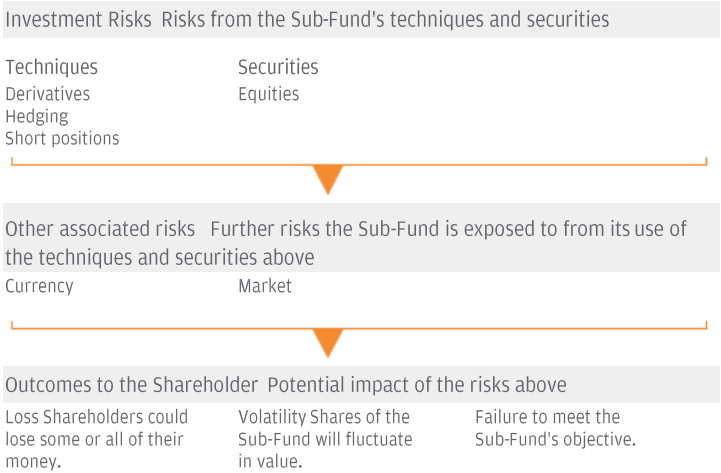 Investment Risks Risks from the Sub-Fund's techniques and securities
Techniques
Derivatives
Hedging
Short positions
Securities
Equities
Other associated risks Further risks the Sub-Fund is exposed to from its use of
the techniques and securities above
Currency
Market
Outcomes to the Shareholder Potential impact of the risks above
Loss Shareholders could
lose some or all of their
money.
Volatility Shares of the
Sub-Fund will fluctuate
in value.
Failure to meet the
Sub-Fund's objective.